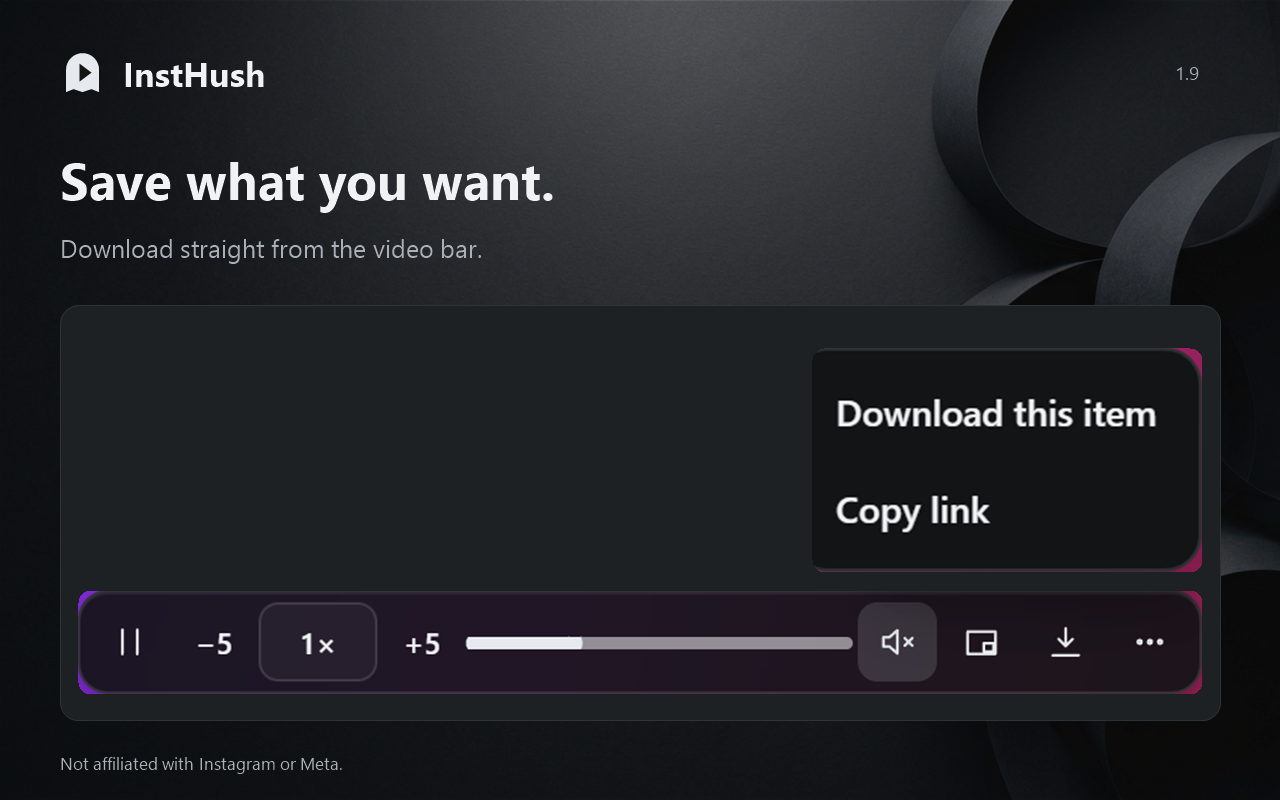 InstHush
1.9
Save what you want.
Download straight from the video bar.
Download this item
Copy link
−5 1× +5
Not affiliated with Instagram or Meta.